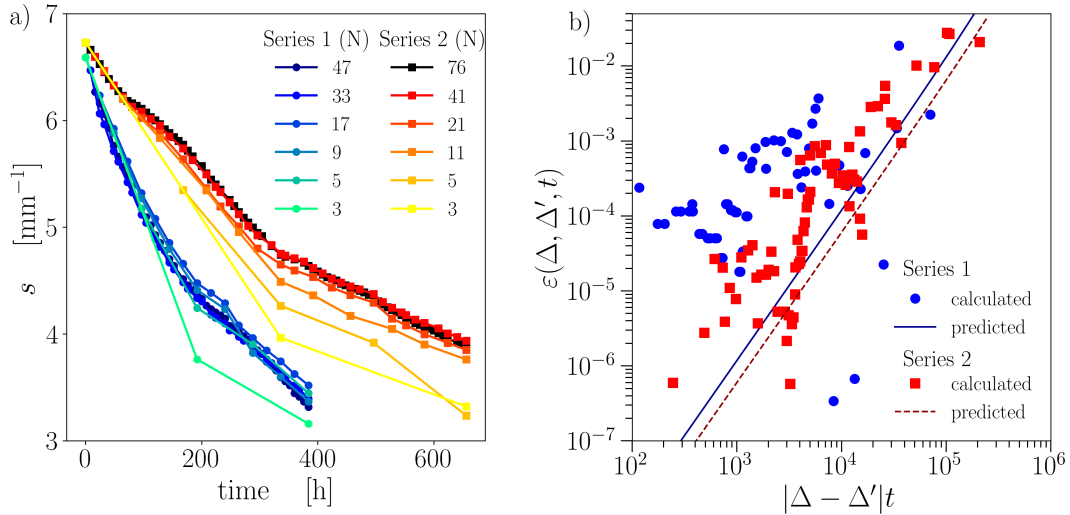 a)
Series 1 (N) Series 2 (N)
47 76
33 41
17 21
9 11
5 5
3 3
7
6
5
4
3
s [mm⁻¹]
0 200 400 600
time [h]
b)
10⁻²
10⁻³
10⁻⁴
10⁻⁵
10⁻⁶
10⁻⁷
ε(Δ, Δ′, t)
Series 1
calculated
predicted
Series 2
calculated
predicted
10² 10³ 10⁴ 10⁵ 10⁶
|Δ − Δ′|t